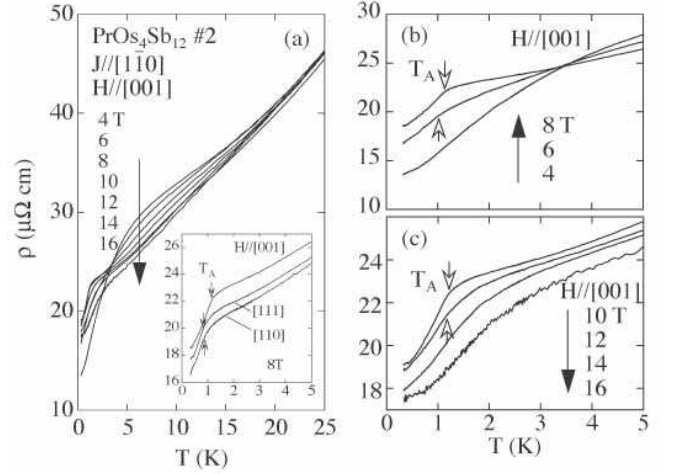 PrOs₄Sb₁₂ #2
(a)
J//[11̄0]
H//[001]
4 T
6
8
10
12
14
16
ρ (μΩ cm)
50
40
30
20
10
0 5 10 15 20 25
T (K)
H//[001]
T_A
[111]
[110]
8T
26
24
22
20
18
16
0 1 2 3 4 5
(b)
H//[001]
T_A
8 T
6
4
30
25
20
15
10
(c)
T_A
H//[001]
10 T
12
14
16
24
22
20
18
0 1 2 3 4 5
T (K)